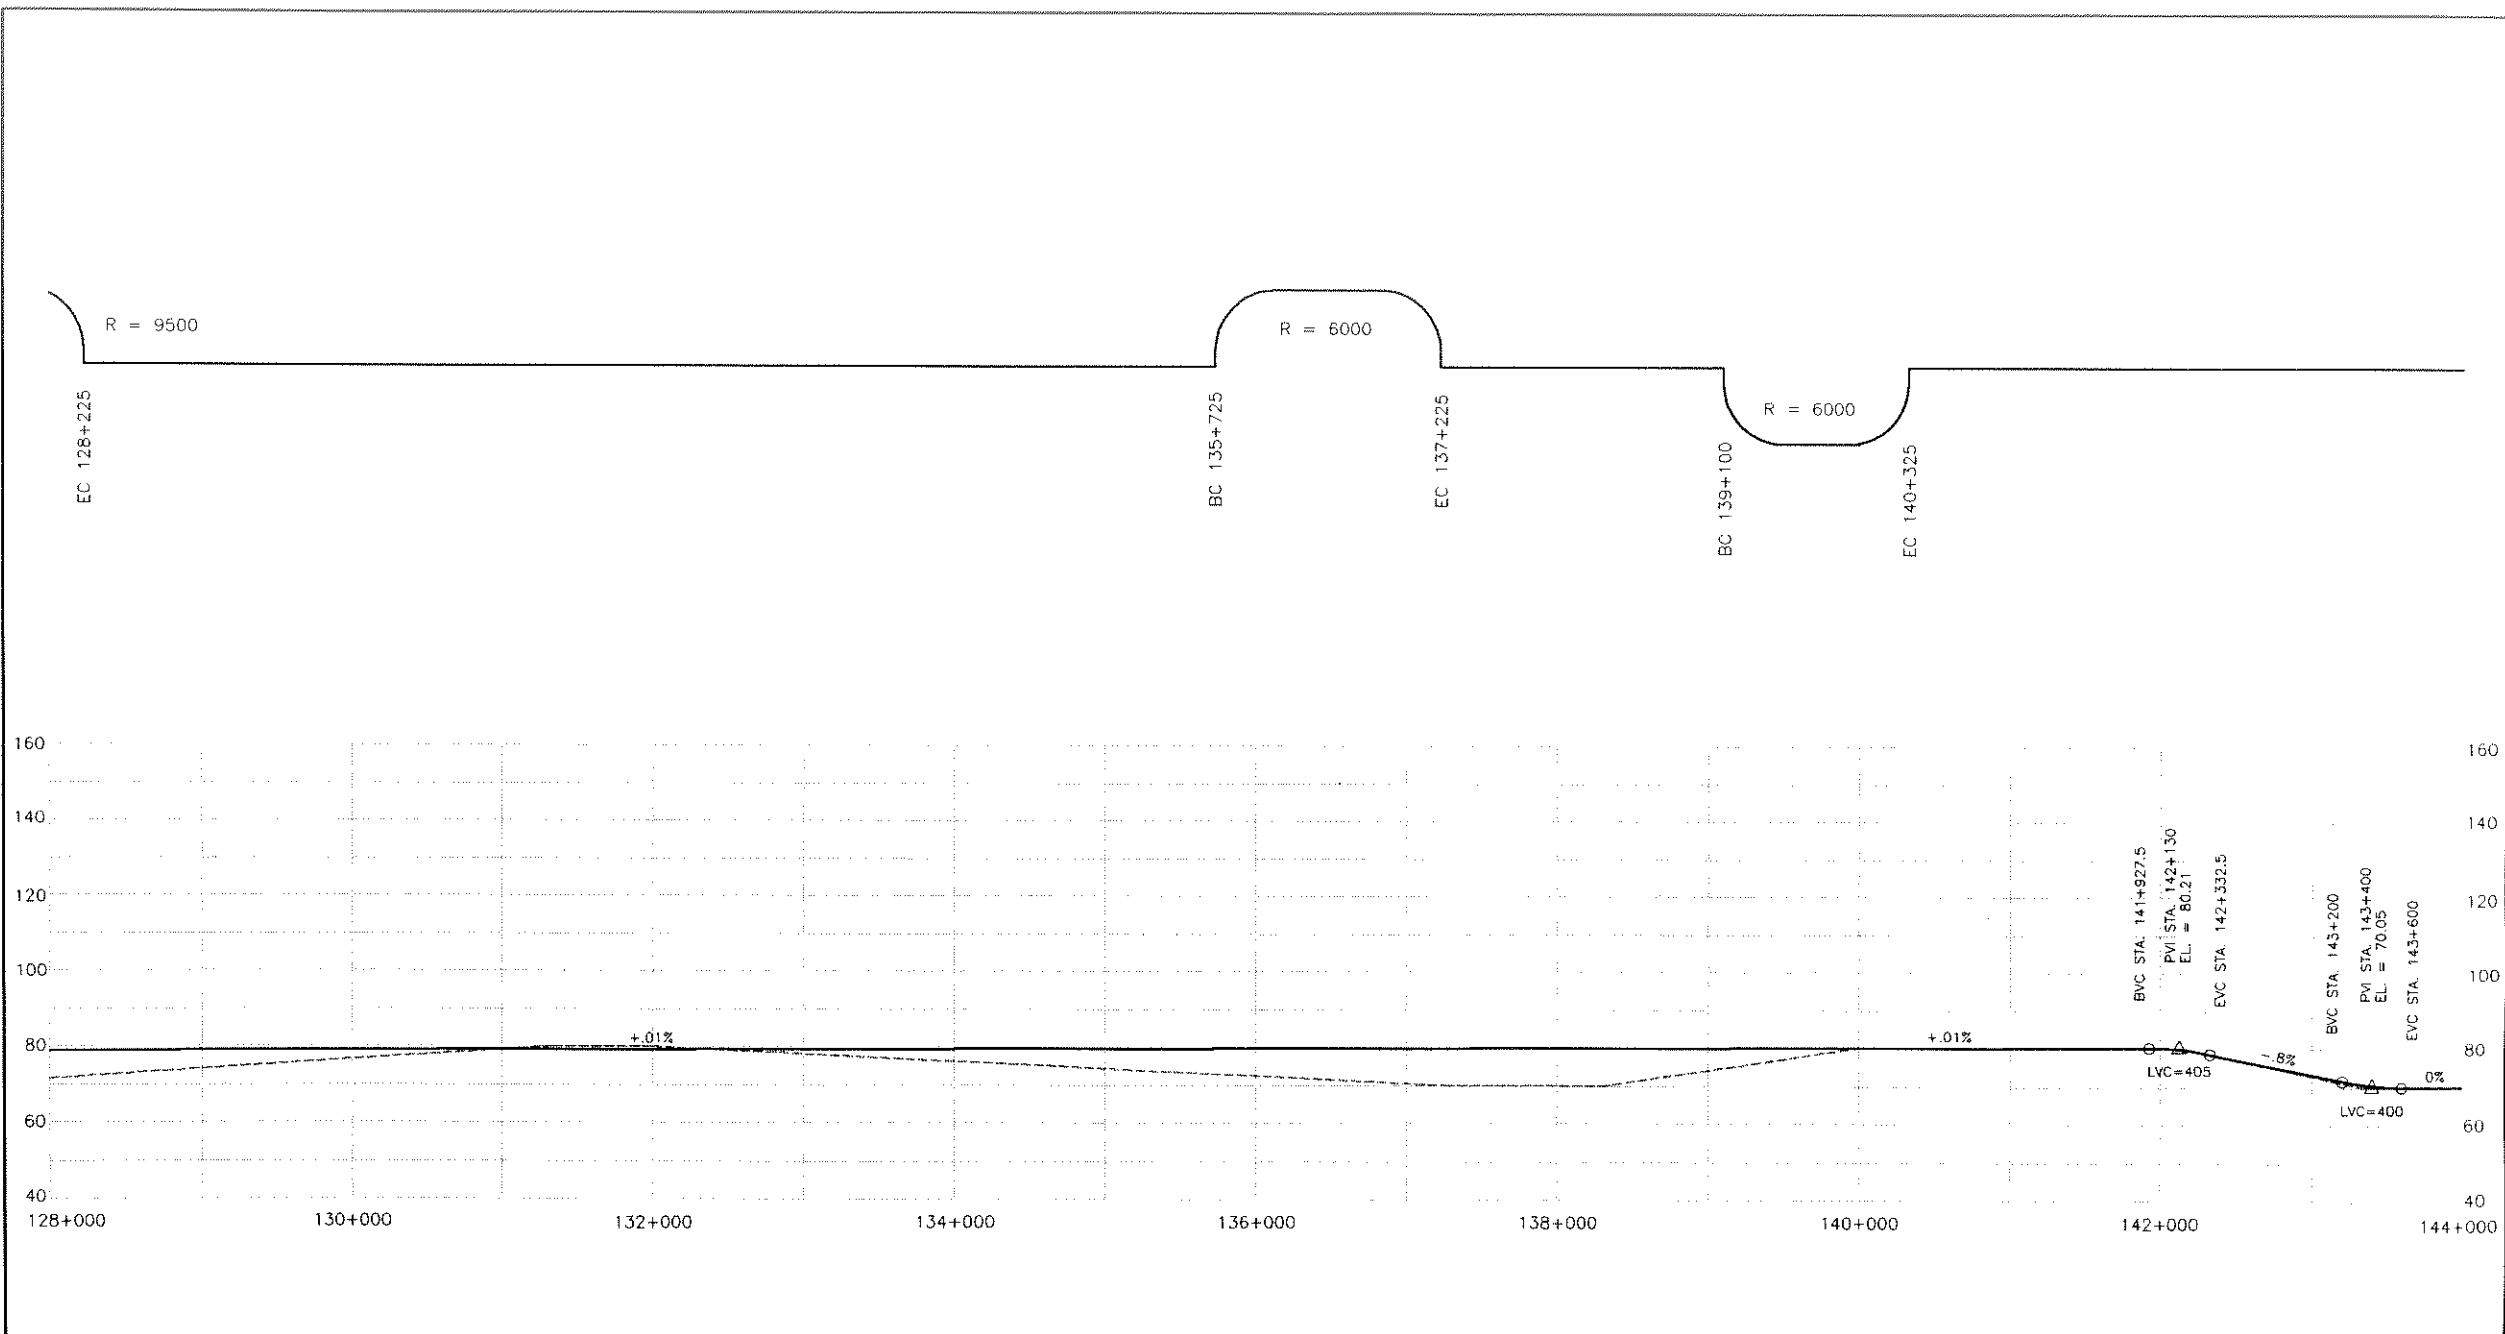 R = 9500
R = 6000
R = 6000
EC 128+225
BC 135+725
EC 137+225
BC 139+100
EC 140+325
160
140
120
100
80
60
40
160
140
120
100
80
60
40
+.01%
+.01%
BVC STA. 141+927.5
PVI STA. 142+130
EL. = 80.21
EVC STA. 142+332.5
LVC=405
-.8%
BVC STA. 143+200
PVI STA. 143+400
EL. = 70.05
EVC STA. 143+600
LVC=400
0%
128+000
130+000
132+000
134+000
136+000
138+000
140+000
142+000
144+000